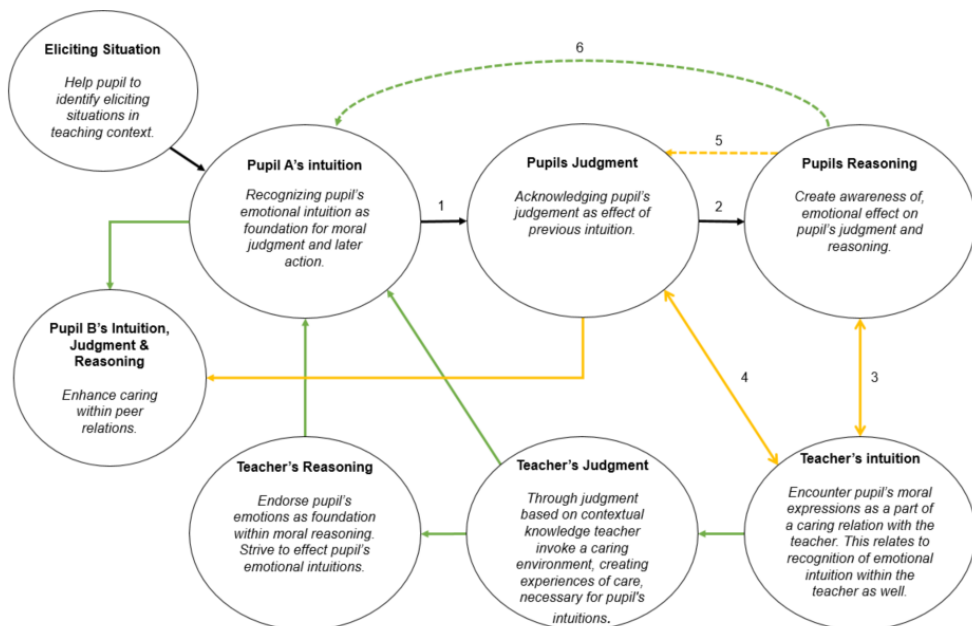 Eliciting Situation
Help pupil to
identify eliciting
situations in
teaching context.
6
Pupil A's intuition
Recognizing pupil's
emotional intuition as
foundation for moral
judgment and later
action.
1
Pupils Judgment
Acknowledging pupil's
judgement as effect of
previous intuition.
5
2
Pupils Reasoning
Create awareness of,
emotional effect on
pupil's judgment and
reasoning.
Pupil B's Intuition,
Judgment &
Reasoning
Enhance caring
within peer
relations.
4
3
Teacher's Reasoning
Endorse pupil's
emotions as foundation
within moral reasoning.
Strive to effect pupil's
emotional intuitions.
Teacher's Judgment
Through judgment
based on contextual
knowledge teacher
invoke a caring
environment, creating
experiences of care,
necessary for pupil's
intuitions.
Teacher's intuition
Encounter pupil's moral
expressions as a part of
a caring relation with the
teacher. This relates to
recognition of emotional
intuition within the
teacher as well.